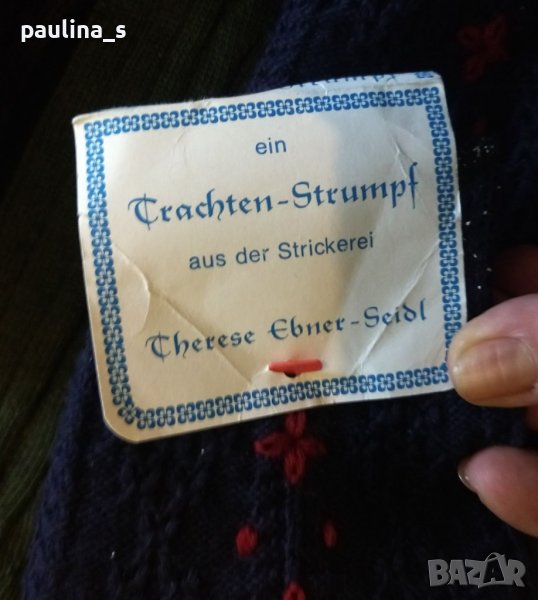 paulina_s
ein
Trachten-Strumpf
aus der Strickerei
Therese Ebner-Seidl
BAZAR